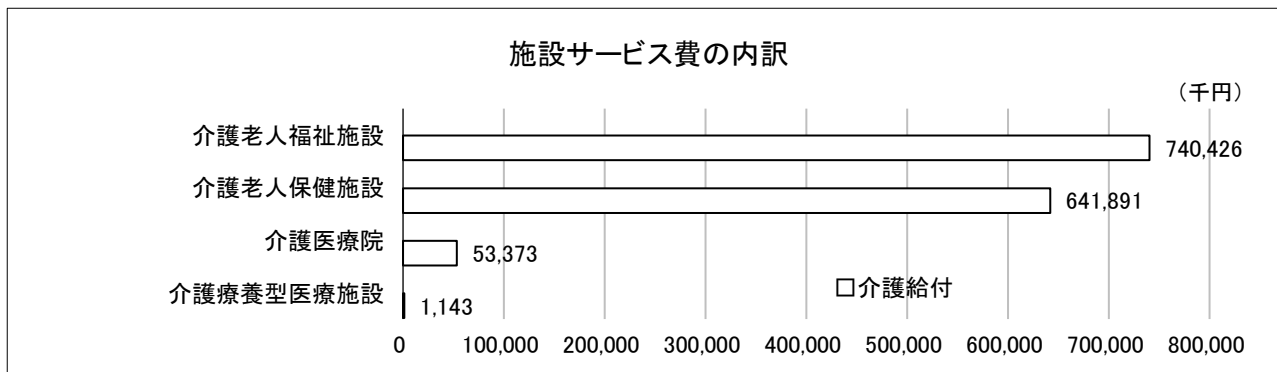 施設サービス費の内訳
（千円）
介護老人福祉施設
740,426
介護老人保健施設
641,891
介護医療院
53,373
介護療養型医療施設
1,143
□介護給付
0 100,000 200,000 300,000 400,000 500,000 600,000 700,000 800,000